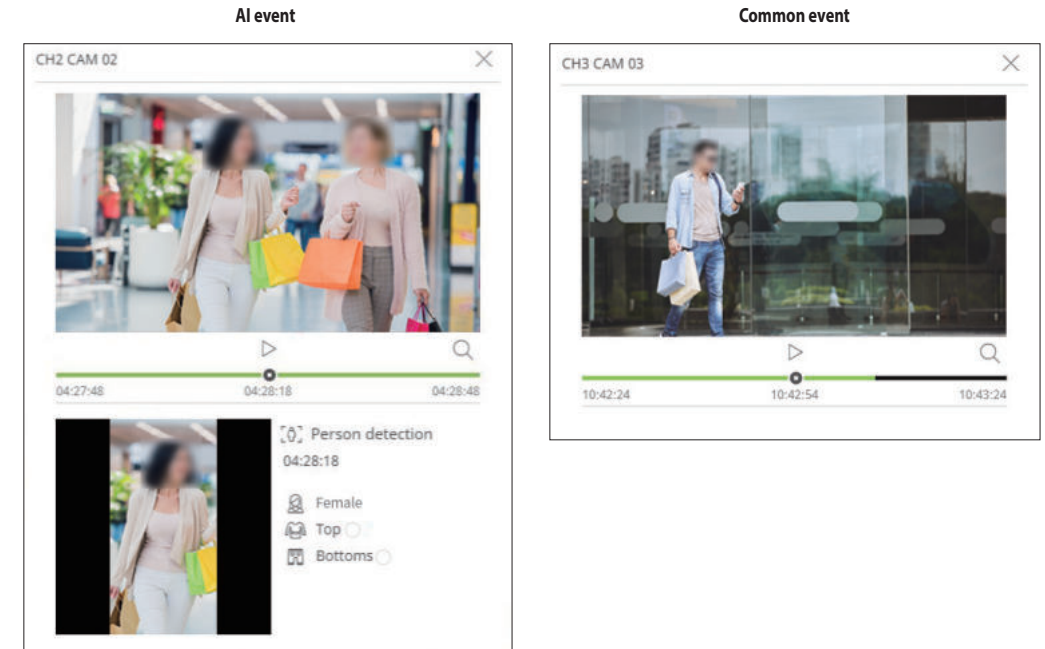 AI event
CH2 CAM 02
04:27:48
04:28:18
04:28:48
Person detection
04:28:18
Female
Top
Bottoms
Common event
CH3 CAM 03
10:42:24
10:42:54
10:43:24